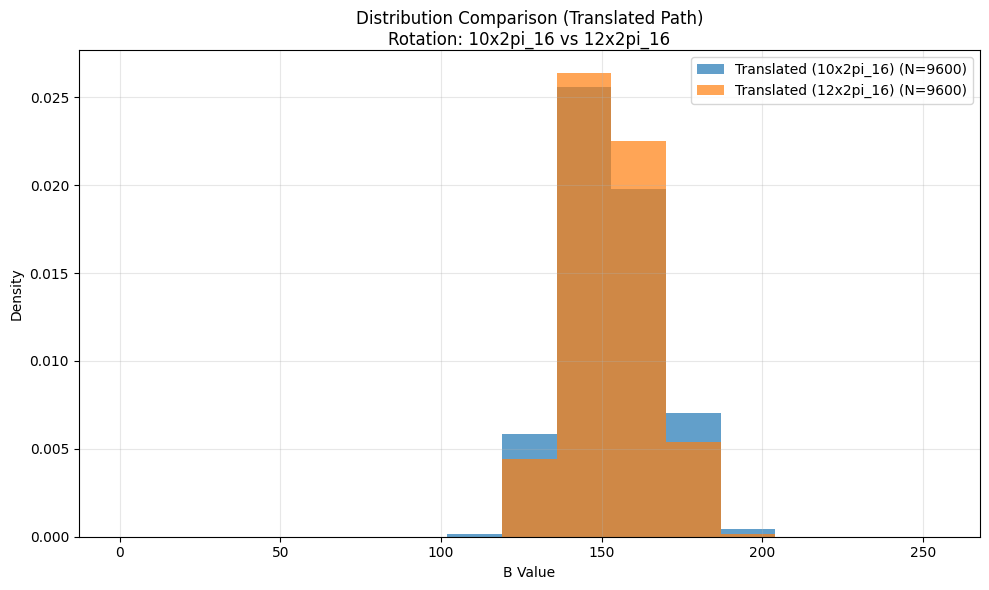 Distribution Comparison (Translated Path)
Rotation: 10x2pi_16 vs 12x2pi_16
Translated (10x2pi_16) (N=9600)
Translated (12x2pi_16) (N=9600)
Density
0.025
0.020
0.015
0.010
0.005
0.000
0 50 100 150 200 250
B Value